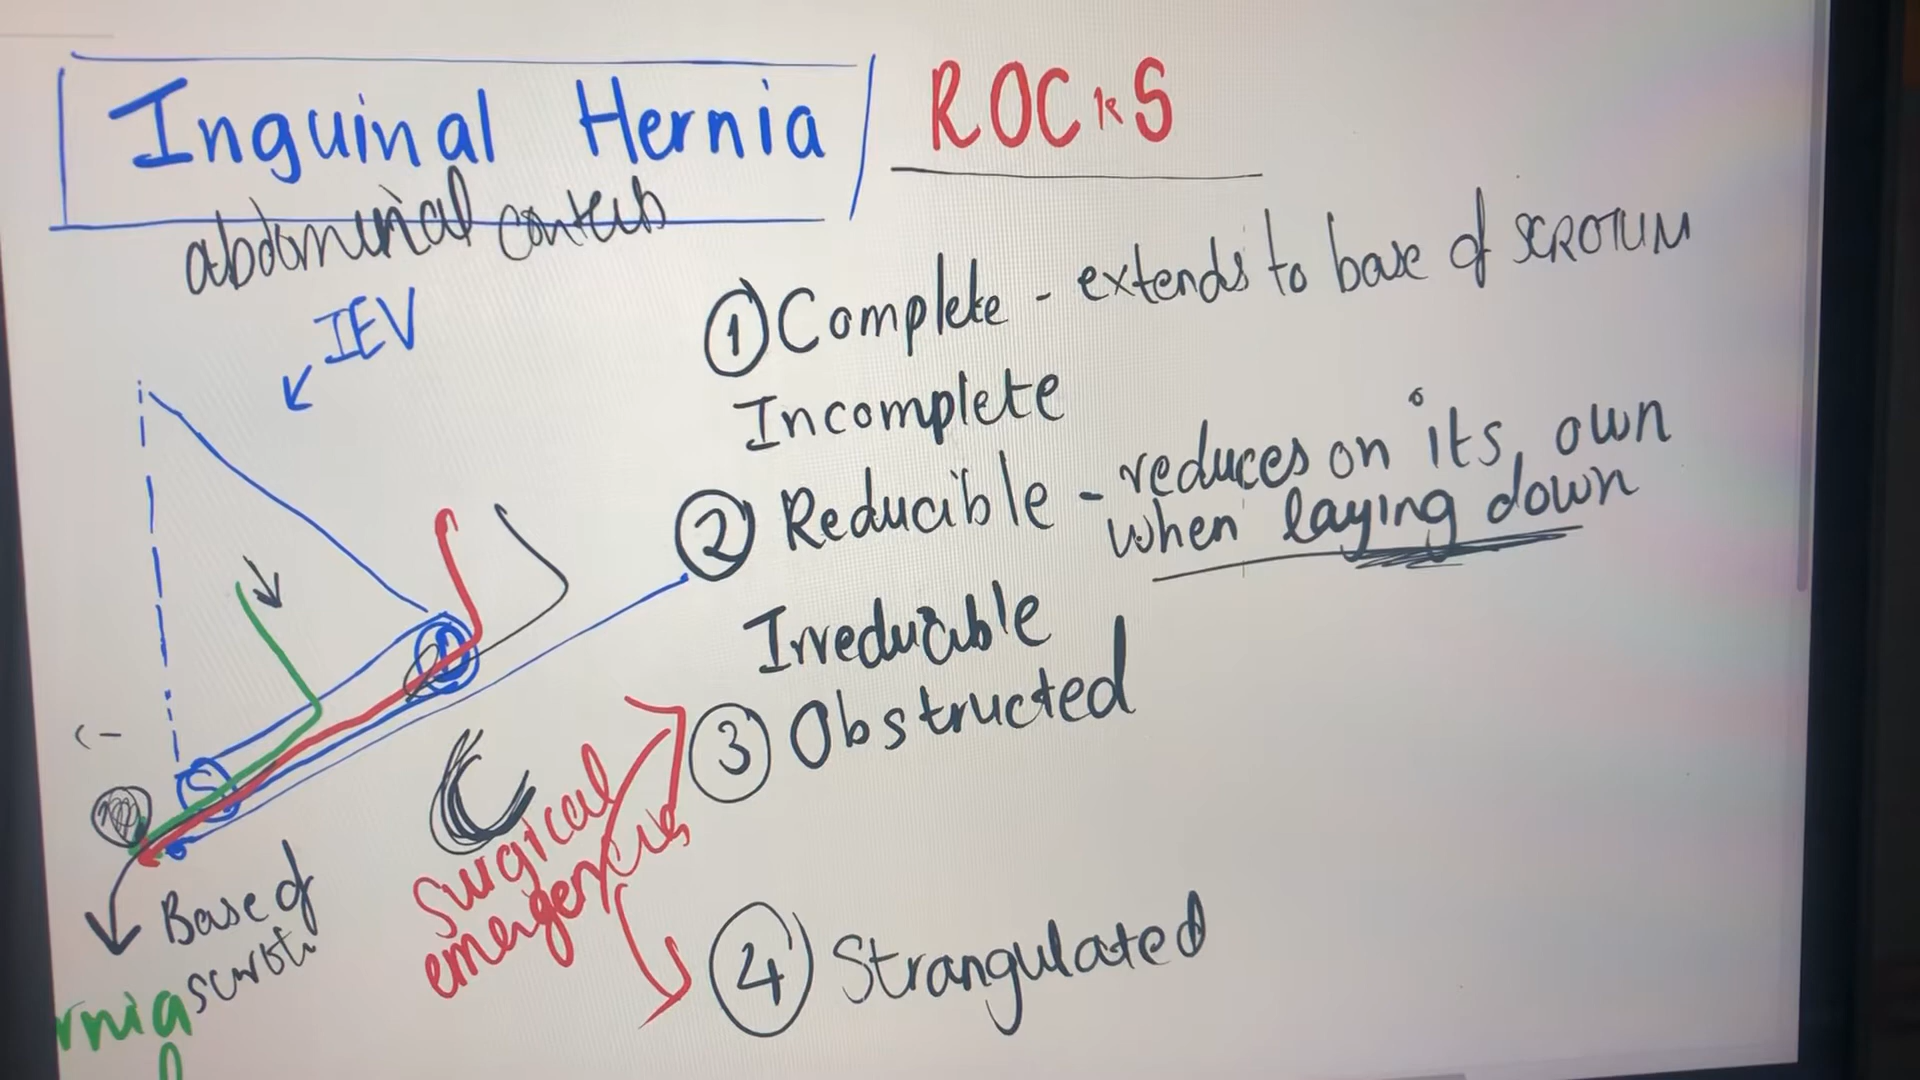 Inguinal Hernia
ROCKS
abdominal contents
IEV
① Complete - extends to base of SCROTUM
Incomplete
② Reducible - reduces on its own
when laying down
Irreducible
③ Obstructed
Surgical
emergencies
④ Strangulated
D
S
Base of
rnia